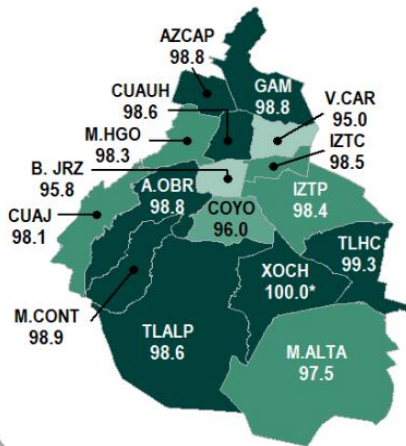 AZCAP
98.8
CUAUH
98.6
GAM
98.8
V.CAR
95.0
M.HGO
98.3
IZTC
98.5
B. JRZ
95.8
A.OBR
98.8
IZTP
98.4
CUAJ
98.1
COYO
96.0
TLHC
99.3
XOCH
100.0*
M.CONT
98.9
TLALP
98.6
M.ALTA
97.5